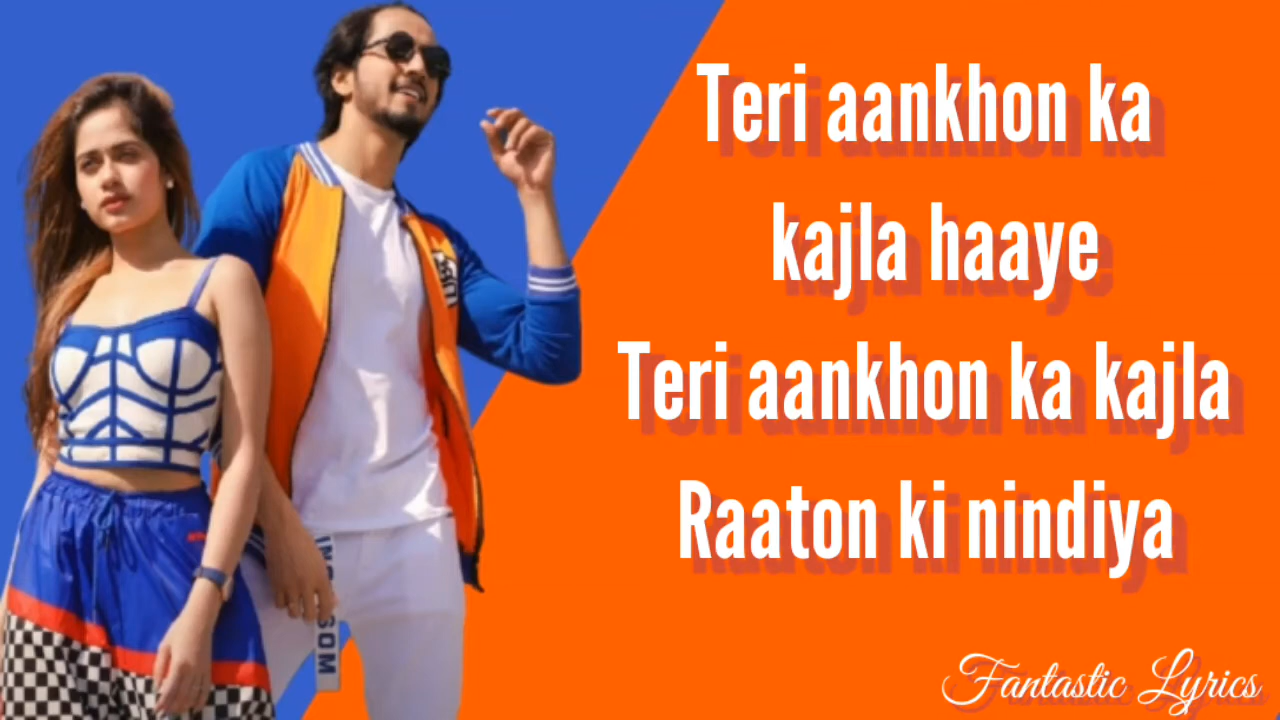 Teri aankhon ka
kajla haaye
Teri aankhon ka kajla
Raaton ki nindiya
Fantastic Lyrics